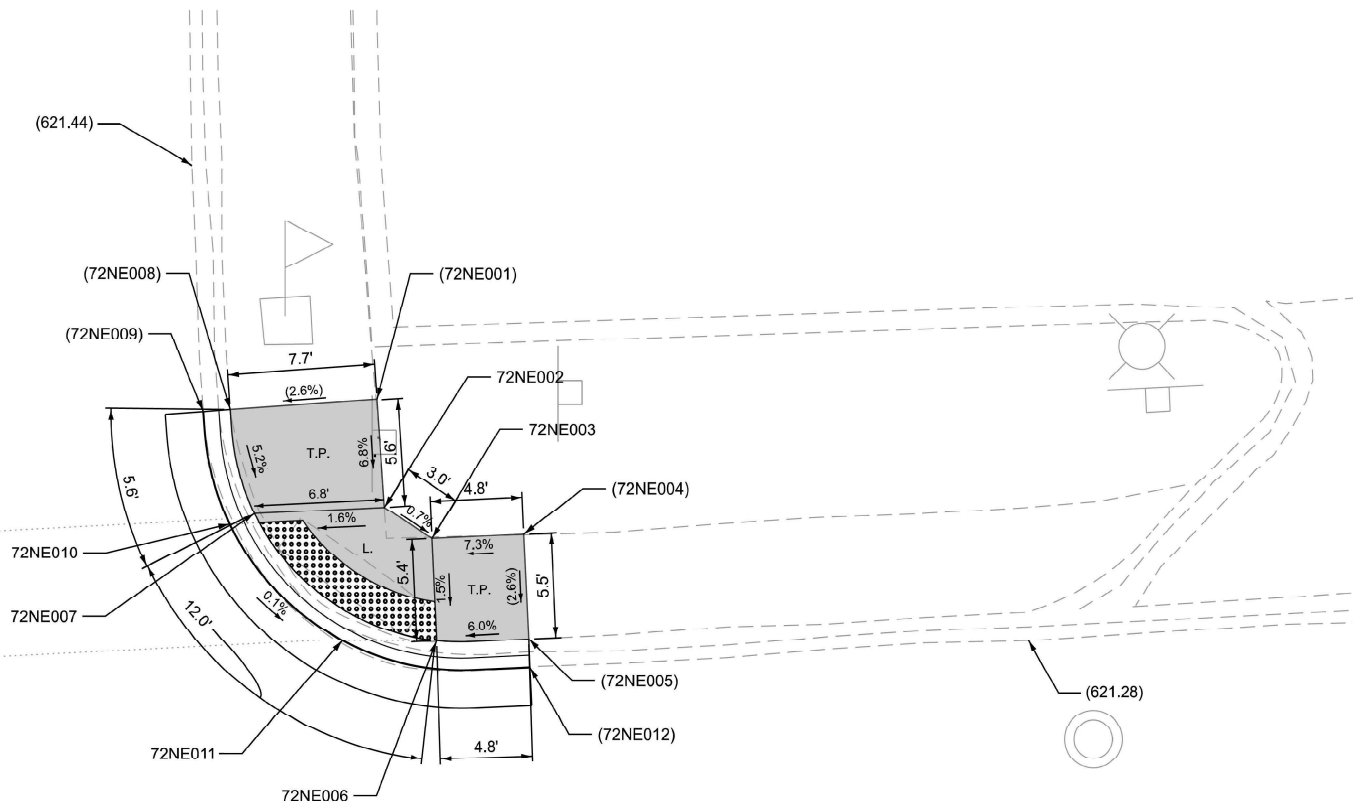 (621.44)
(72NE008)
(72NE001)
(72NE009)
7.7'
72NE002
(2.6%)
72NE003
5.2%
T.P.
6.8%
5.6'
3.0'
4.8'
(72NE004)
5.6'
6.8'
0.7%
1.6%
7.3%
72NE010
L.
5.4'
1.5%
T.P.
(2.6%)
5.5'
72NE007
0.1%
6.0%
12.0'
(72NE005)
(621.28)
(72NE012)
72NE011
4.8'
72NE006